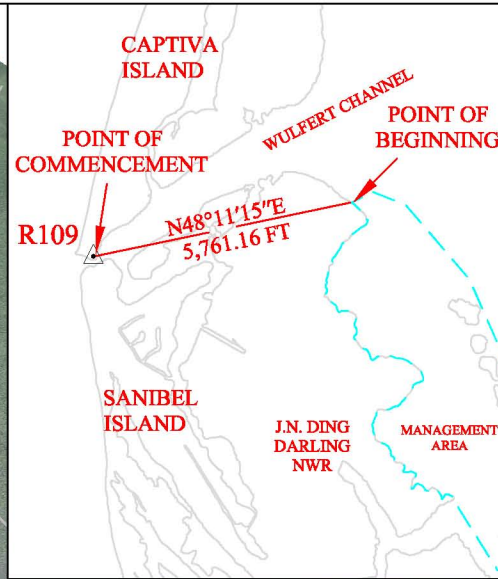 CAPTIVA
ISLAND
WULFERT CHANNEL
POINT OF
COMMENCEMENT
POINT OF
BEGINNING
R109
N48°11'15"E
5,761.16 FT
SANIBEL
ISLAND
J.N. DING
DARLING
NWR
MANAGEMENT
AREA